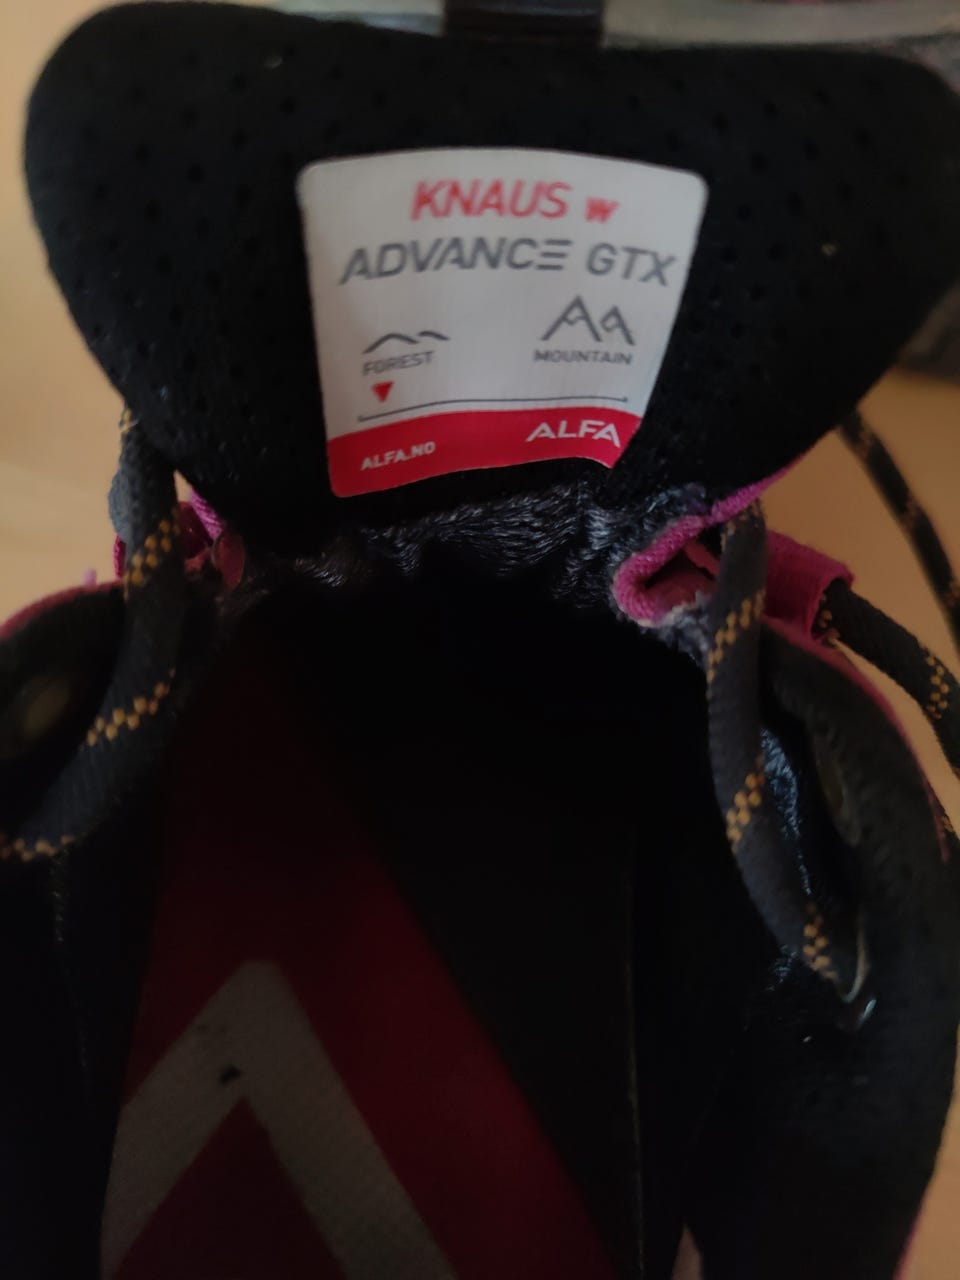 KNAUS W
ADVANCE GTX
FOREST
MOUNTAIN
ALFA.NO
ALFA